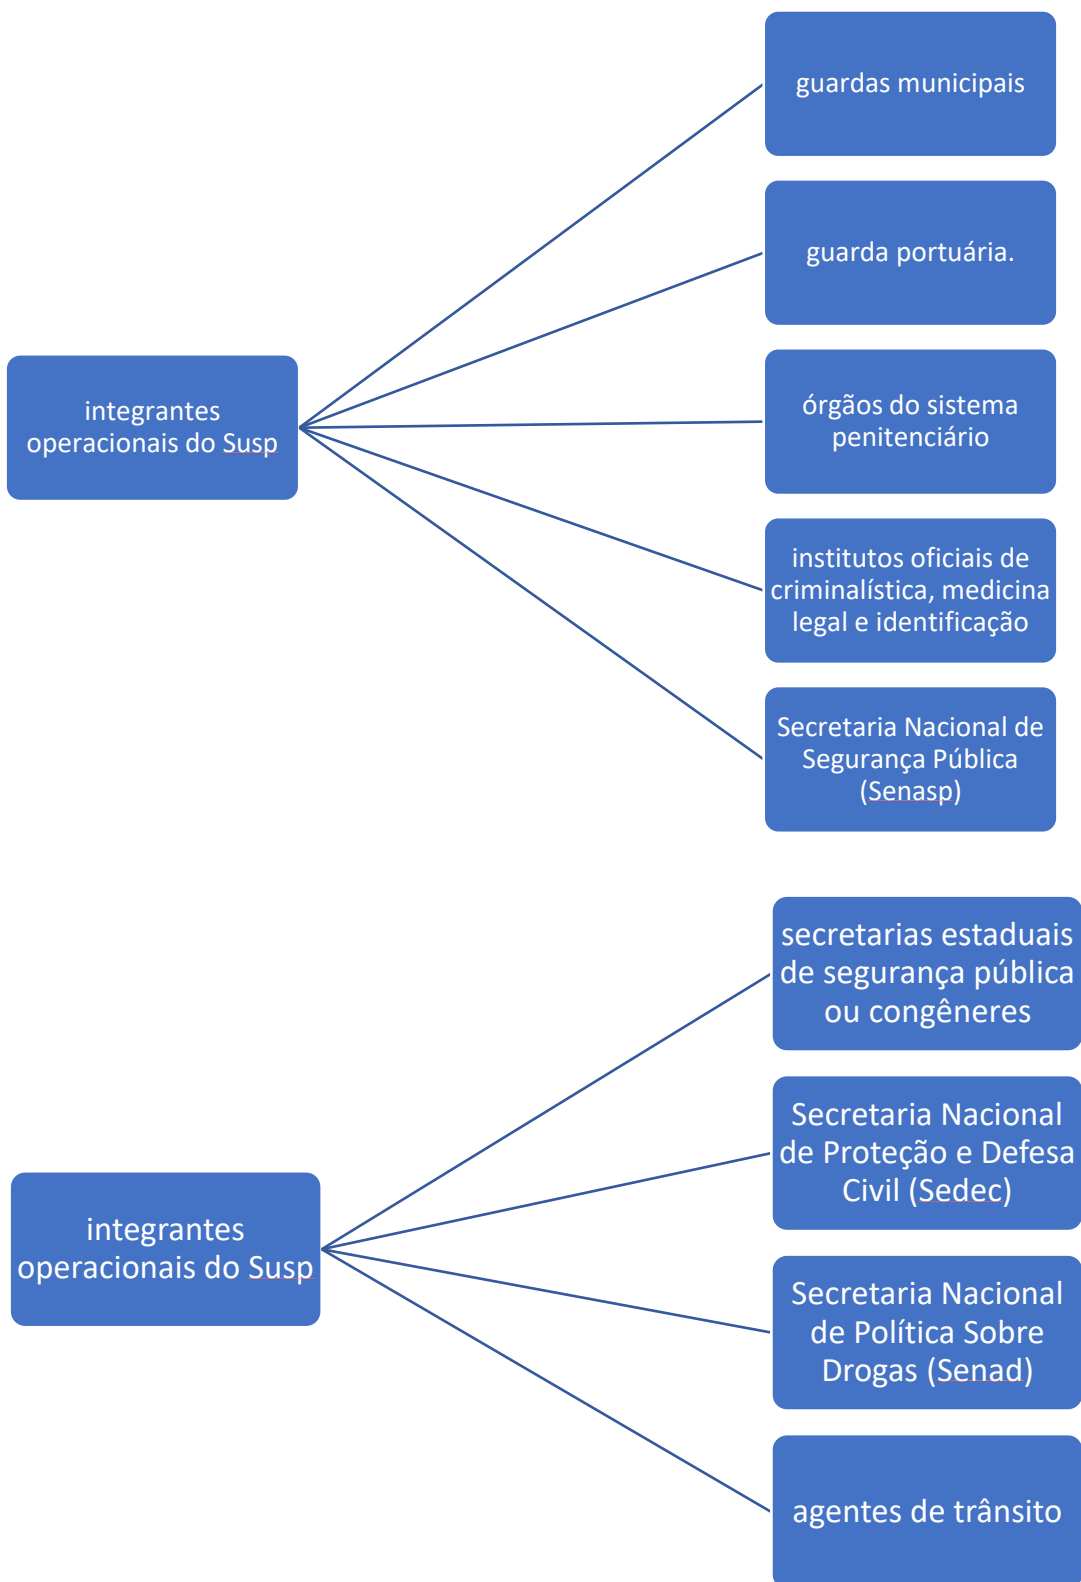 guardas municipais
guarda portuária.
integrantes
operacionais do Susp
órgãos do sistema
penitenciário
institutos oficiais de
criminalística, medicina
legal e identificação
Secretaria Nacional de
Segurança Pública
(Senasp)
secretarias estaduais
de segurança pública
ou congêneres
Secretaria Nacional
de Proteção e Defesa
Civil (Sedec)
integrantes
operacionais do Susp
Secretaria Nacional
de Política Sobre
Drogas (Senad)
agentes de trânsito